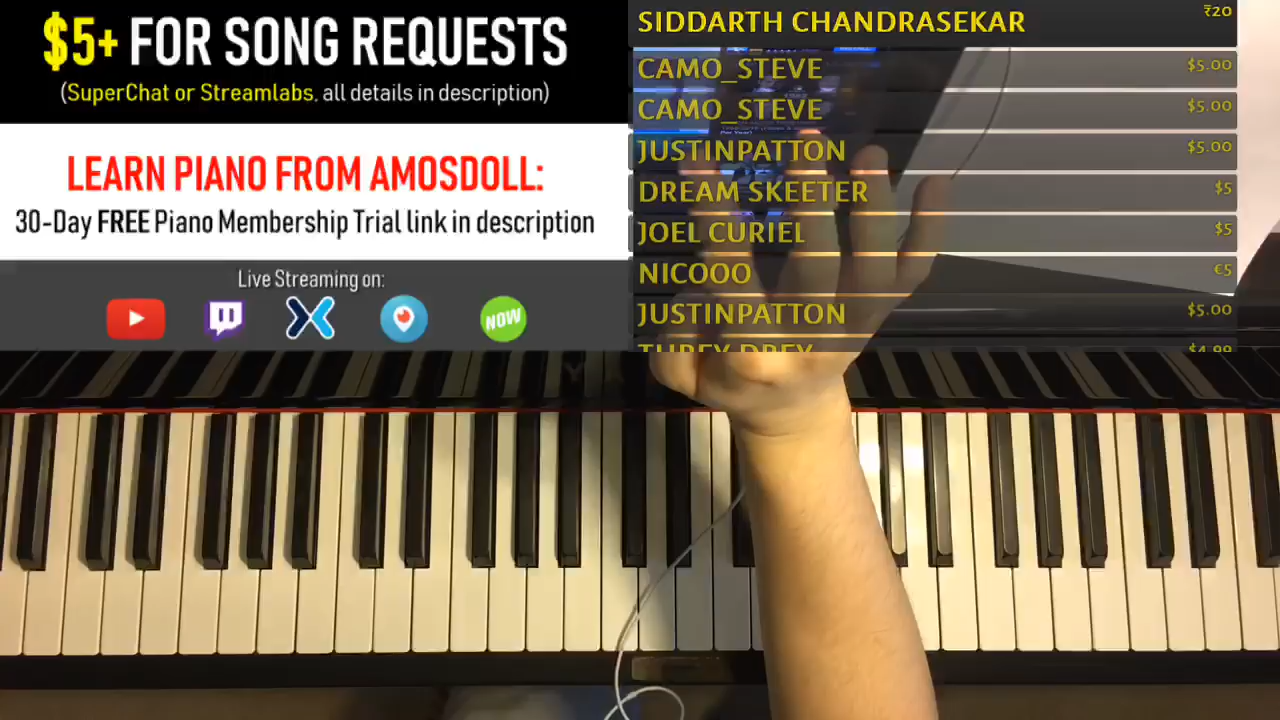 $5+ FOR SONG REQUESTS
(SuperChat or Streamlabs, all details in description)
LEARN PIANO FROM AMOSDOLL:
30-Day FREE Piano Membership Trial link in description
Live Streaming on:
NOW
SIDDARTH CHANDRASEKAR ₹20
CAMO_STEVE $5.00
CAMO_STEVE $5.00
JUSTINPATTON $5.00
DREAM SKEETER $5
JOEL CURIEL $5
NICOOO €5
JUSTINPATTON $5.00